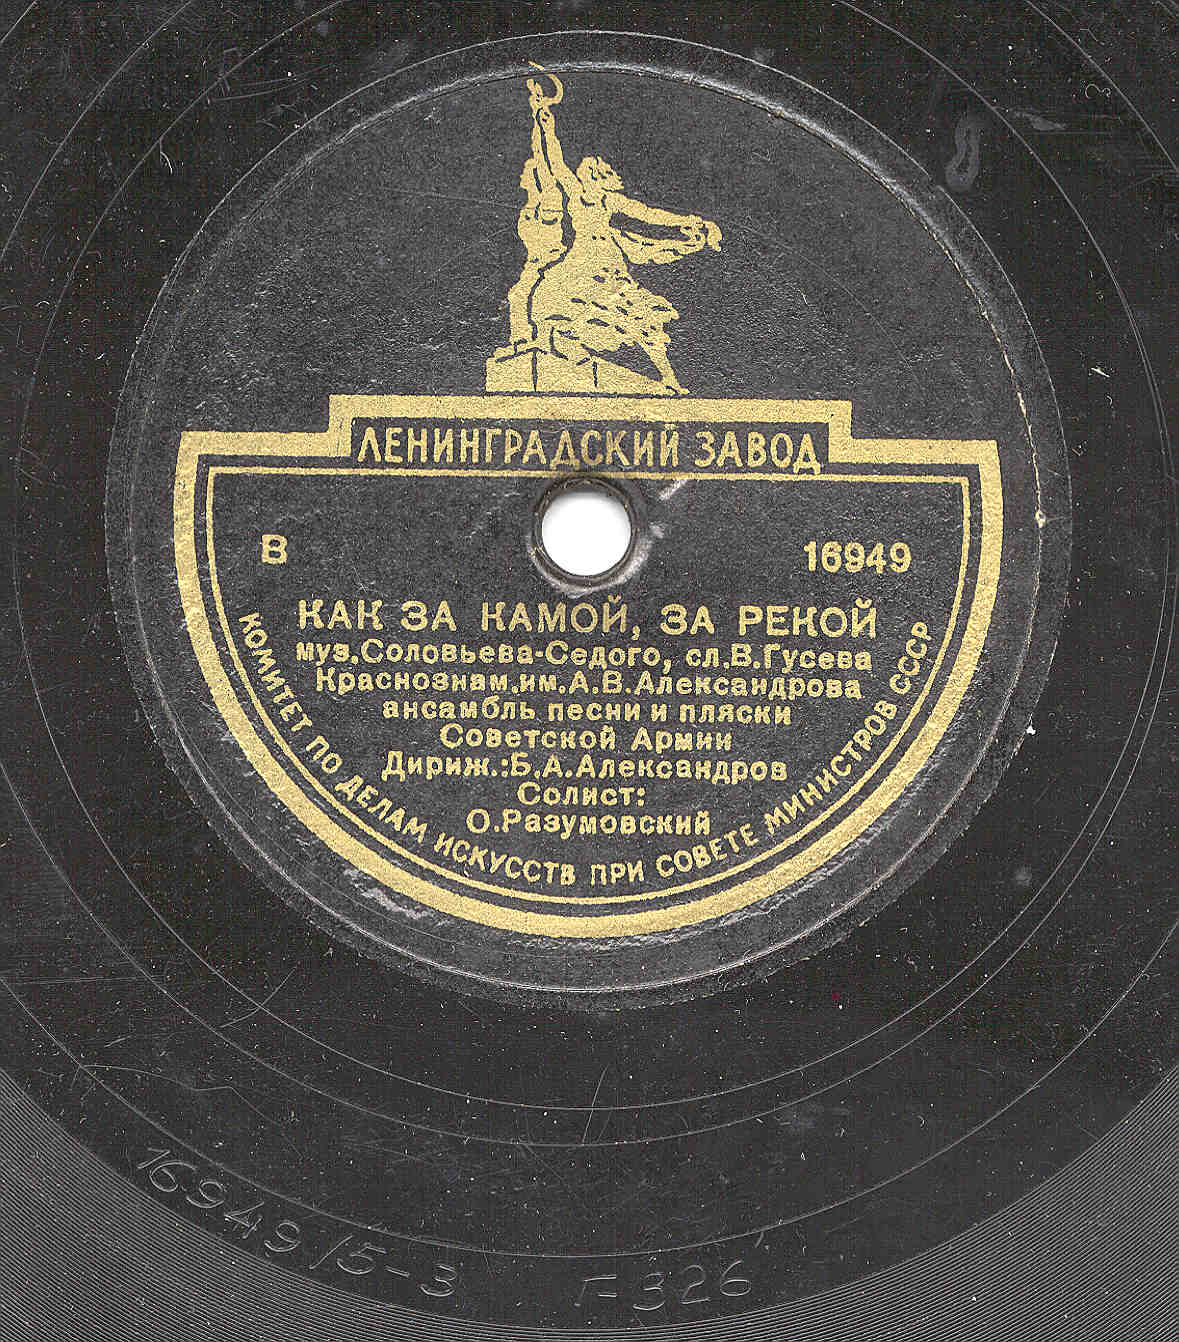 ЛЕНИНГРАДСКИЙ ЗАВОД
В 16949
КАК ЗА КАМОЙ, ЗА РЕКОЙ
муз.Соловьева-Седого, сл.В.Гусева
Краснознам.им.А.В.Александрова
ансамбль песни и пляски
Советской Армии
Дириж.:Б.А.Александров
Солист:
О.Разумовский
КОМИТЕТ ПО ДЕЛАМ ИСКУССТВ ПРИ СОВЕТЕ МИНИСТРОВ СССР
16949/5-3 Г-326
3